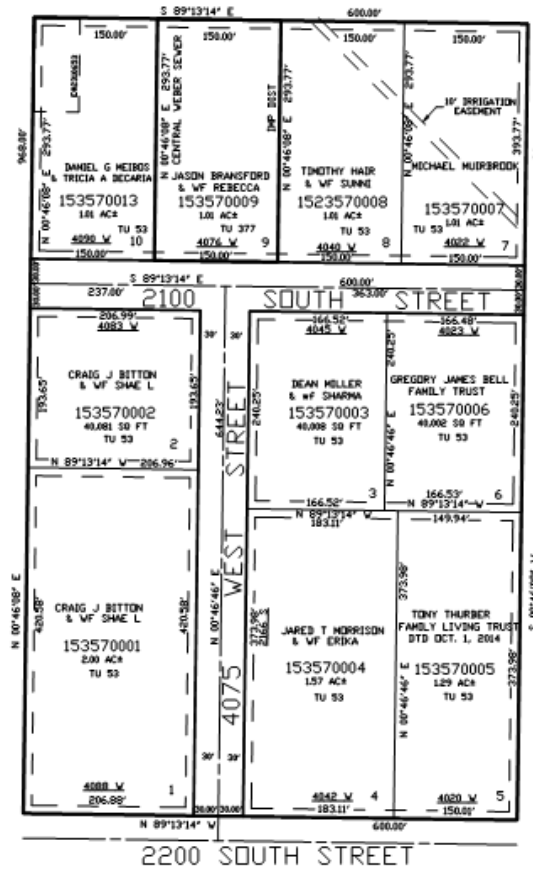 S 89°13'14" E 600.00'
150.00' 150.00' 150.00' 150.00'
968.00'
N 00°46'08" E 293.77'
CENTRAL WEBER SEWER
IMP DIST
N 00°46'08" E 293.77'
N 00°46'08" E 293.77'
N 00°46'08" E 293.77'
393.77'
10' IRRIGATION
EASEMENT
DANIEL G MEIBOS
& TRICIA A DECARIA
153570013
1.01 AC±
TU 53
4090 W 10
150.00'
JASON BRANSFORD
& WF REBECCA
153570009
1.01 AC±
TU 377
4076 W 9
150.00'
TIMOTHY HAIR
& WF SUNNI
1523570008
1.01 AC±
TU 53
4040 W 8
150.00'
MICHAEL MUIRBROOK
153570007
1.01 AC±
TU 53
4022 W 7
150.00'
S 89°13'14" E 600.00'
237.00' 363.00'
2100 SOUTH STREET
30.00' 30.00'
206.99'
4083 W
193.65' 193.65'
CRAIG J BITTON
& WF SHAE L
153570002
40,081 SQ FT
TU 53
2
N 89°13'14" W 206.96'
30' 30'
644.23'
4075 WEST STREET
N 00°46'46" E
166.52'
4045 W
240.25' 240.25'
DEAN MILLER
& WF SHARMA
153570003
40,008 SQ FT
TU 53
166.52' 3
N 00°46'46" E
166.48'
4023 W
240.25'
GREGORY JAMES BELL
FAMILY TRUST
153570006
40,002 SQ FT
TU 53
166.53' 6
N 89°13'14" W N 89°13'14" W
183.11' 149.94'
N 00°46'08" E
420.58' 420.58'
CRAIG J BITTON
& WF SHAE L
153570001
2.00 AC±
TU 53
4088 W 1
206.88'
373.98'
2166 S
JARED T MORRISON
& WF ERIKA
153570004
1.57 AC±
TU 53
4042 W 4
183.11'
373.98'
N 00°46'46" E
TONY THURBER
FAMILY LIVING TRUST
DTD OCT. 1, 2014
153570005
1.29 AC±
TU 53
373.98'
4020 W 5
150.01'
30' 30'
30.00' 30.00'
N 89°13'14" W 600.00'
2200 SOUTH STREET